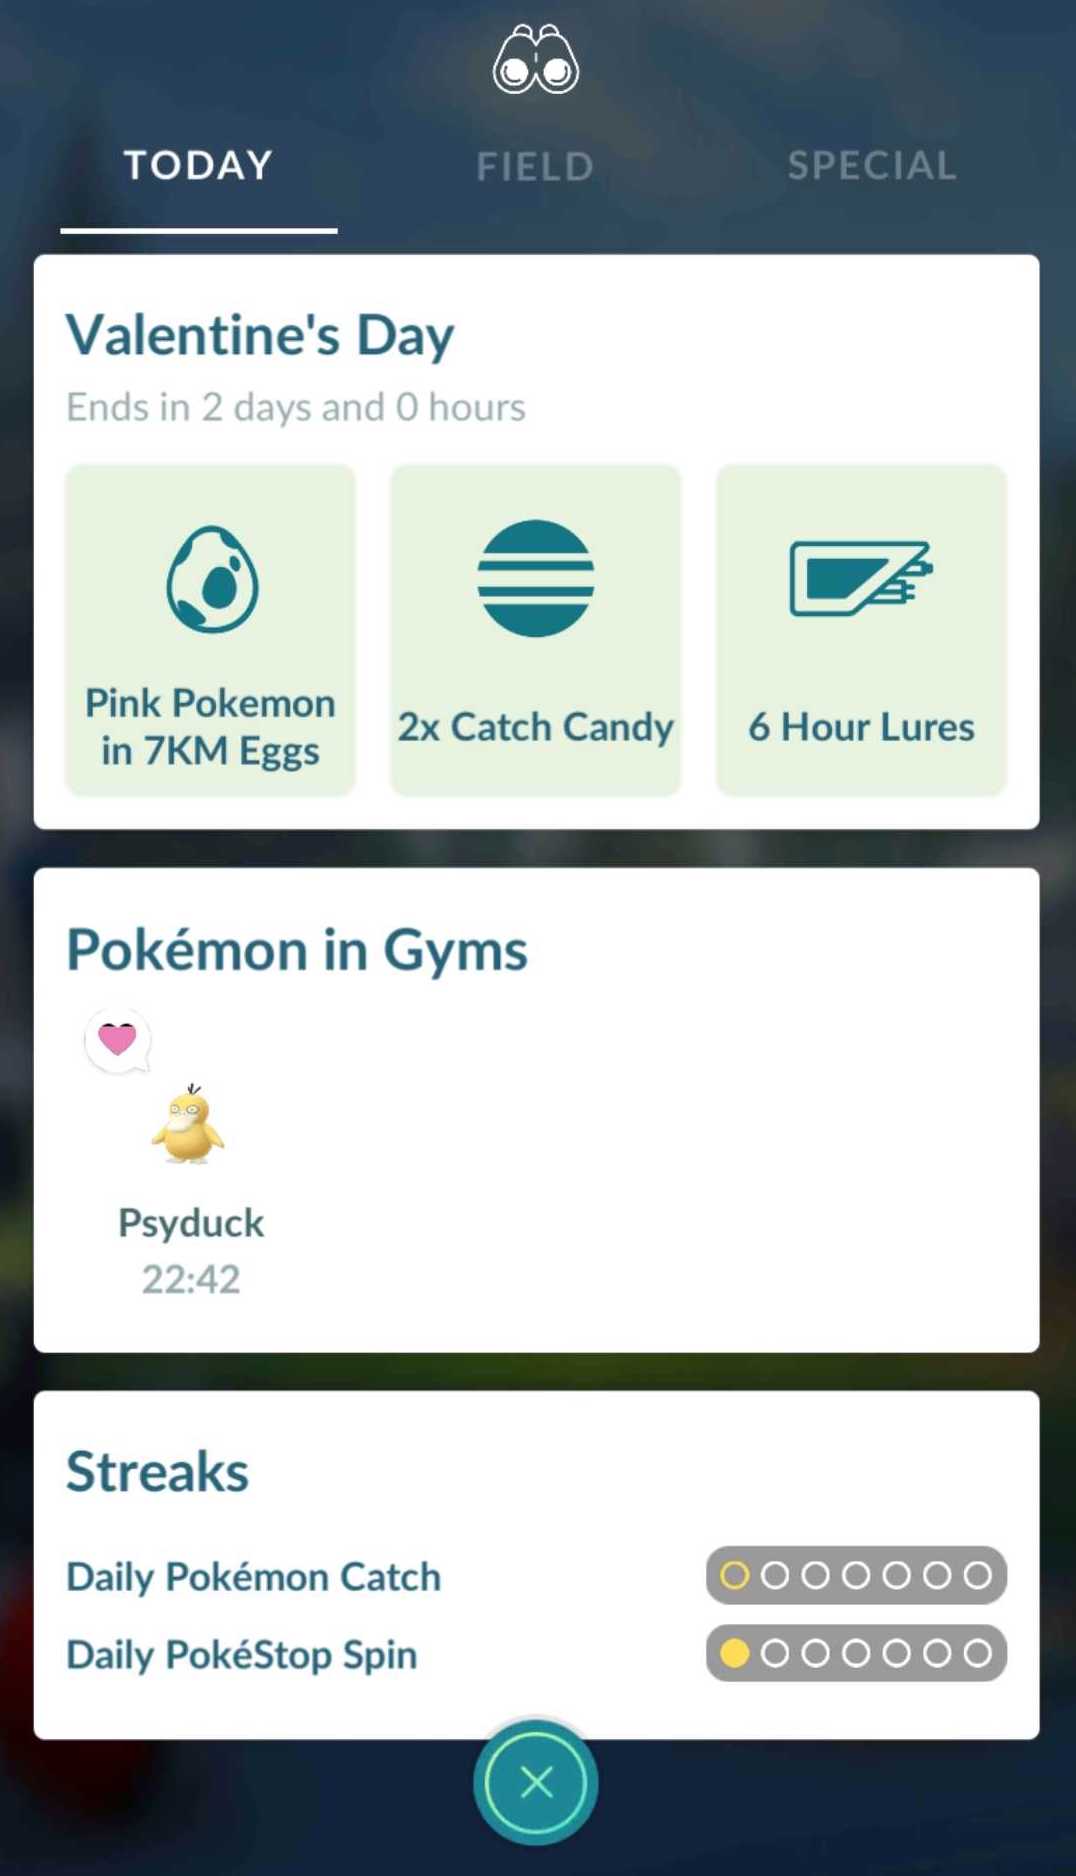 TODAY
FIELD
SPECIAL
Valentine's Day
Ends in 2 days and 0 hours
Pink Pokemon
in 7KM Eggs
2x Catch Candy
6 Hour Lures
Pokémon in Gyms
Psyduck
22:42
Streaks
Daily Pokémon Catch
Daily PokéStop Spin